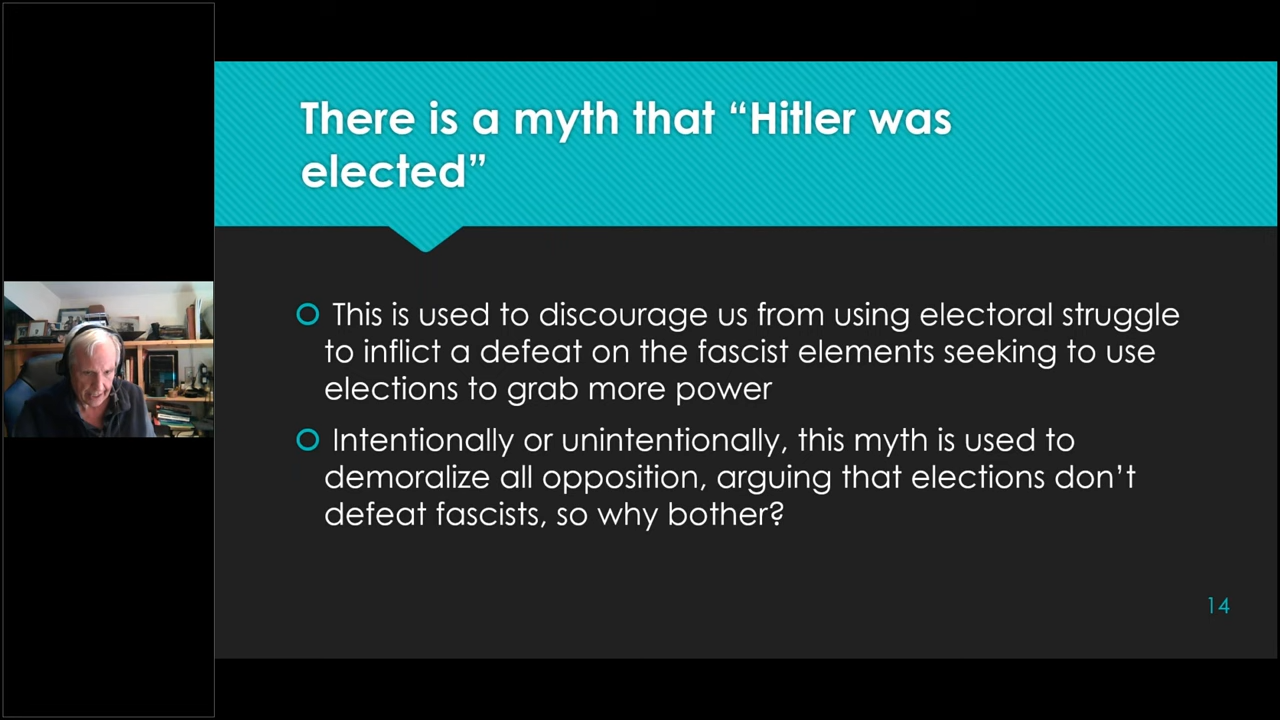 There is a myth that “Hitler was
elected”
This is used to discourage us from using electoral struggle
to inflict a defeat on the fascist elements seeking to use
elections to grab more power
Intentionally or unintentionally, this myth is used to
demoralize all opposition, arguing that elections don’t
defeat fascists, so why bother?
14